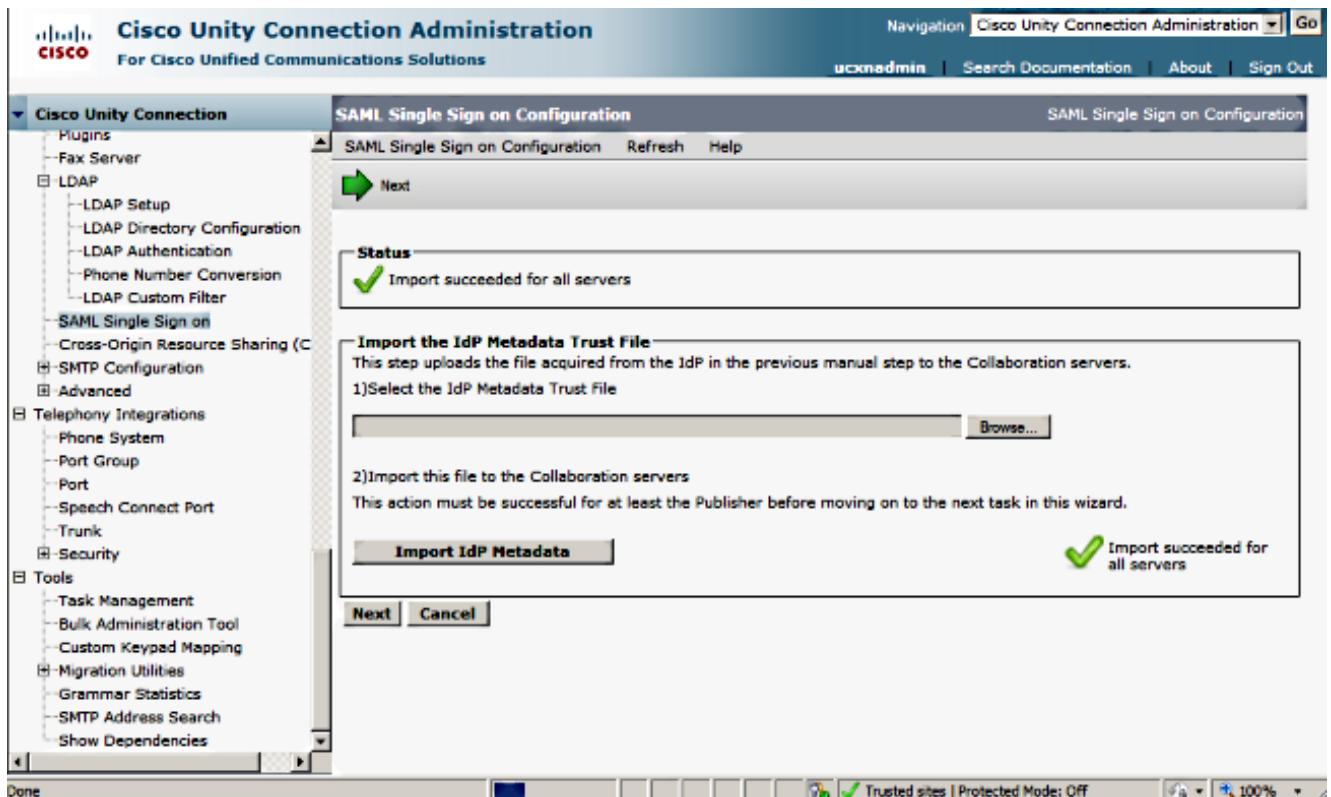 Cisco Unity Connection Administration
For Cisco Unified Communications Solutions
CISCO
Navigation Cisco Unity Connection Administration Go
ucxnadmin | Search Documentation | About | Sign Out
Cisco Unity Connection
Plugins
Fax Server
LDAP
LDAP Setup
LDAP Directory Configuration
LDAP Authentication
Phone Number Conversion
LDAP Custom Filter
SAML Single Sign on
Cross-Origin Resource Sharing (C
SMTP Configuration
Advanced
Telephony Integrations
Phone System
Port Group
Port
Speech Connect Port
Trunk
Security
Tools
Task Management
Bulk Administration Tool
Custom Keypad Mapping
Migration Utilities
Grammar Statistics
SMTP Address Search
Show Dependencies
SAML Single Sign on Configuration
SAML Single Sign on Configuration
SAML Single Sign on Configuration Refresh Help
Next
Status
Import succeeded for all servers
Import the IdP Metadata Trust File
This step uploads the file acquired from the IdP in the previous manual step to the Collaboration servers.
1)Select the IdP Metadata Trust File
Browse...
2)Import this file to the Collaboration servers
This action must be successful for at least the Publisher before moving on to the next task in this wizard.
Import IdP Metadata
Import succeeded for
all servers
Next Cancel
Done
Trusted sites | Protected Mode: Off
100%